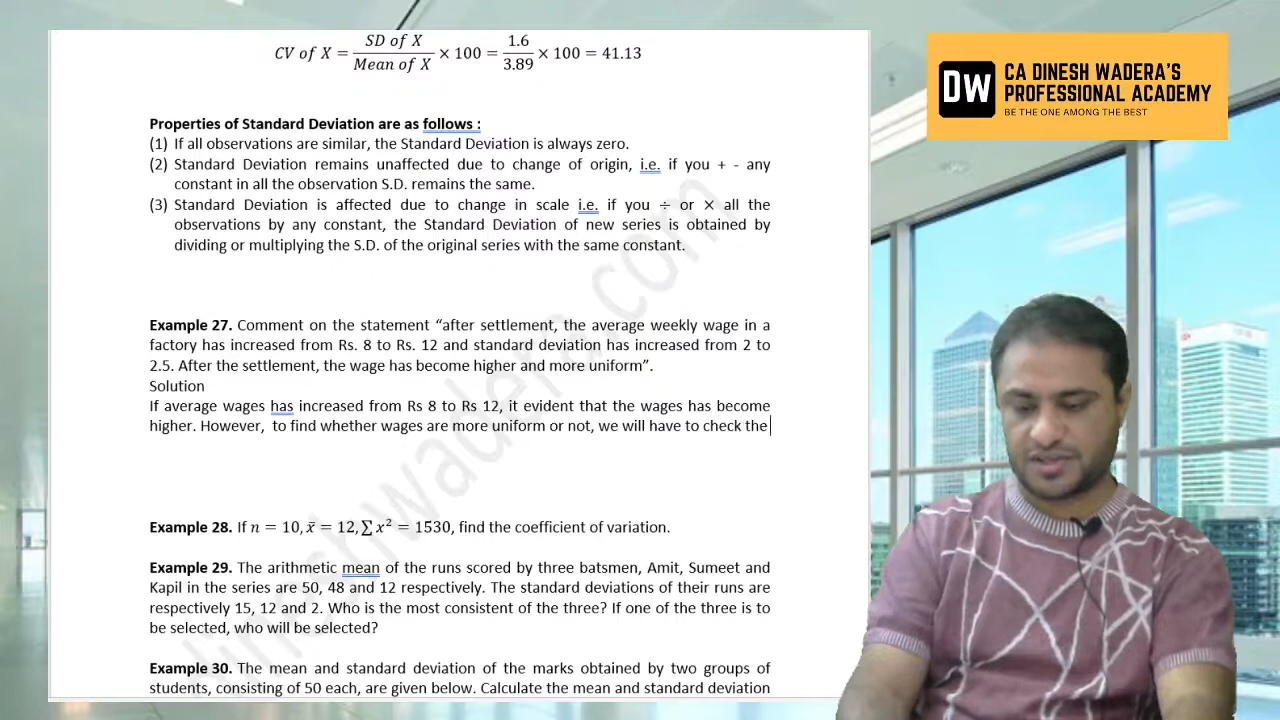 CV of X = SD of X / Mean of X × 100 = 1.6 / 3.89 × 100 = 41.13
DW
CA DINESH WADERA'S
PROFESSIONAL ACADEMY
BE THE ONE AMONG THE BEST
Properties of Standard Deviation are as follows :
(1) If all observations are similar, the Standard Deviation is always zero.
(2) Standard Deviation remains unaffected due to change of origin, i.e. if you + - any
constant in all the observation S.D. remains the same.
(3) Standard Deviation is affected due to change in scale i.e. if you ÷ or × all the
observations by any constant, the Standard Deviation of new series is obtained by
dividing or multiplying the S.D. of the original series with the same constant.
Example 27. Comment on the statement “after settlement, the average weekly wage in a
factory has increased from Rs. 8 to Rs. 12 and standard deviation has increased from 2 to
2.5. After the settlement, the wage has become higher and more uniform”.
Solution
If average wages has increased from Rs 8 to Rs 12, it evident that the wages has become
higher. However, to find whether wages are more uniform or not, we will have to check the
Example 28. If n = 10, x̄ = 12, ∑ x² = 1530, find the coefficient of variation.
Example 29. The arithmetic mean of the runs scored by three batsmen, Amit, Sumeet and
Kapil in the series are 50, 48 and 12 respectively. The standard deviations of their runs are
respectively 15, 12 and 2. Who is the most consistent of the three? If one of the three is to
be selected, who will be selected?
Example 30. The mean and standard deviation of the marks obtained by two groups of
students, consisting of 50 each, are given below. Calculate the mean and standard deviation